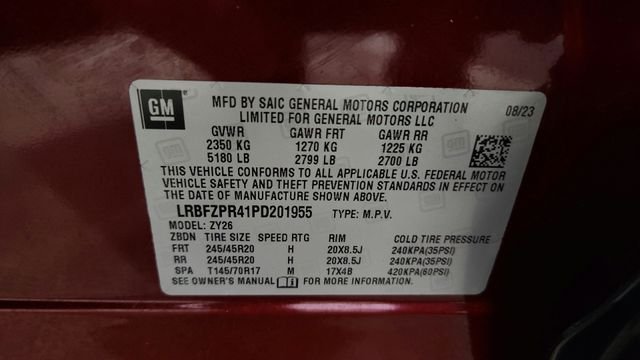 GM
MFD BY SAIC GENERAL MOTORS CORPORATION
LIMITED FOR GENERAL MOTORS LLC
08/23
GVWR GAWR FRT GAWR RR
2350 KG 1270 KG 1225 KG
5180 LB 2799 LB 2700 LB
THIS VEHICLE CONFORMS TO ALL APPLICABLE U.S. FEDERAL MOTOR
VEHICLE SAFETY AND THEFT PREVENTION STANDARDS IN EFFECT ON
THE DATE OF MANUFACTURE SHOWN ABOVE.
LRBFZPR41PD201955 TYPE: M.P.V.
MODEL: ZY26
ZBDN TIRE SIZE SPEED RTG RIM COLD TIRE PRESSURE
FRT 245/45R20 H 20X8.5J 240KPA(35PSI)
RR 245/45R20 H 20X8.5J 240KPA(35PSI)
SPA T145/70R17 M 17X4B 420KPA(60PSI)
SEE OWNER'S MANUAL FOR MORE INFORMATION.